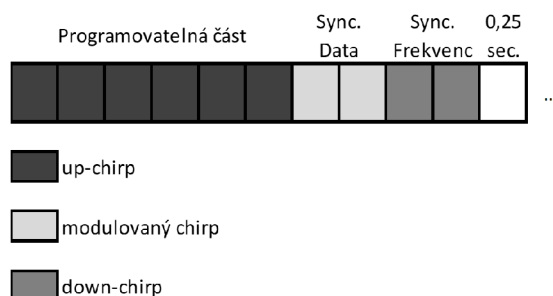 Programovatelná část
Sync. Data
Sync. Frekvenc
0,25 sec.
..
up-chirp
modulovaný chirp
down-chirp